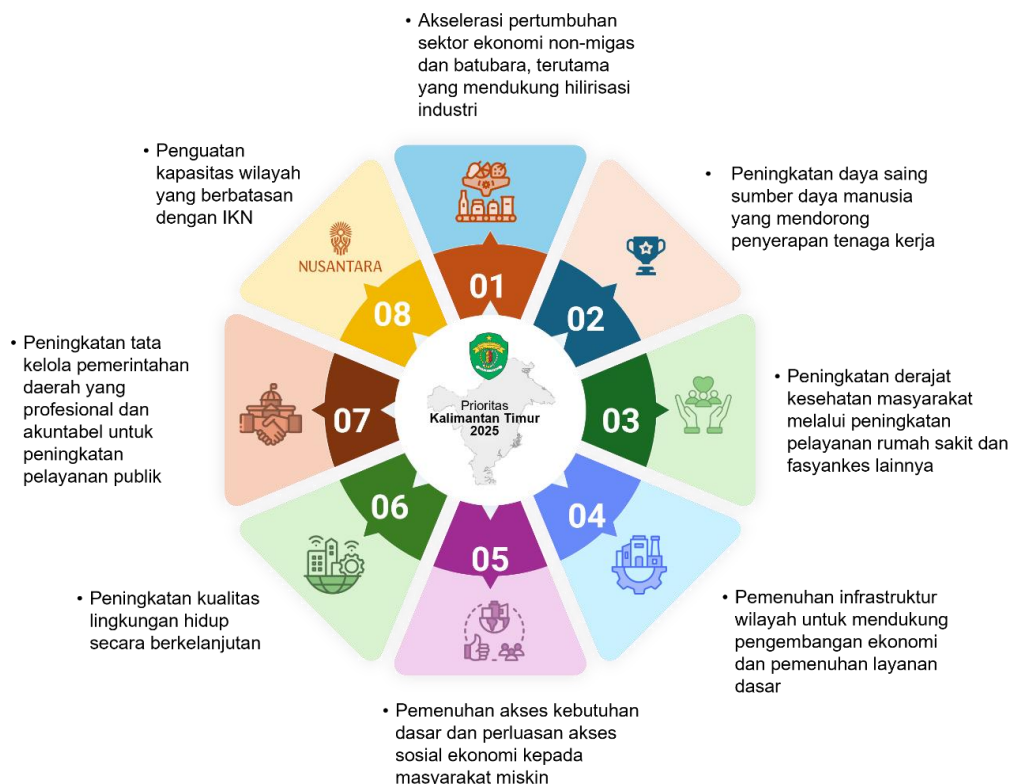 • Akselerasi pertumbuhan
sektor ekonomi non-migas
dan batubara, terutama
yang mendukung hilirisasi
industri
01
• Peningkatan daya saing
sumber daya manusia
yang mendorong
penyerapan tenaga kerja
02
• Peningkatan derajat
kesehatan masyarakat
melalui peningkatan
pelayanan rumah sakit dan
fasyankes lainnya
03
• Pemenuhan infrastruktur
wilayah untuk mendukung
pengembangan ekonomi
dan pemenuhan layanan
dasar
04
• Pemenuhan akses kebutuhan
dasar dan perluasan akses
sosial ekonomi kepada
masyarakat miskin
05
• Peningkatan kualitas
lingkungan hidup
secara berkelanjutan
06
• Peningkatan tata
kelola pemerintahan
daerah yang
profesional dan
akuntabel untuk
peningkatan
pelayanan publik
07
• Penguatan
kapasitas wilayah
yang berbatasan
dengan IKN
NUSANTARA
08
Prioritas
Kalimantan Timur
2025